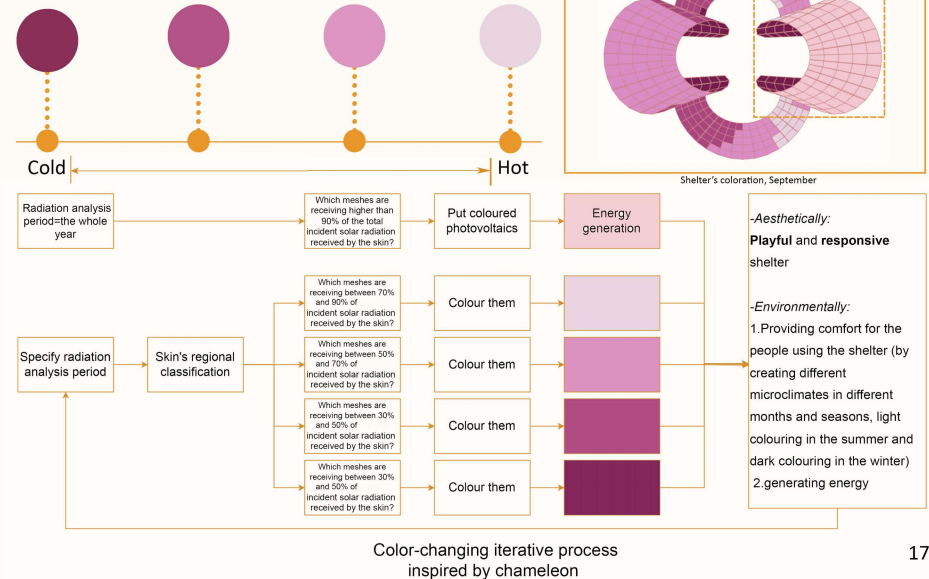 Cold
Hot
Shelter's coloration, September
Radiation analysis
period=the whole
year
Which meshes are
receiving higher than
90% of the total
incident solar radiation
received by the skin?
Put coloured
photovoltaics
Energy
generation
Specify radiation
analysis period
Skin's regional
classification
Which meshes are
receiving between 70%
and 90% of
incident solar radiation
received by the skin?
Colour them
Which meshes are
receiving between 50%
and 70% of
incident solar radiation
received by the skin?
Colour them
Which meshes are
receiving between 30%
and 50% of
incident solar radiation
received by the skin?
Colour them
Which meshes are
receiving between 30%
and 50% of
incident solar radiation
received by the skin?
Colour them
-Aesthetically:
Playful and responsive
shelter
-Environmentally:
1.Providing comfort for the
people using the shelter (by
creating different
microclimates in different
months and seasons, light
colouring in the summer and
dark colouring in the winter)
2.generating energy
Color-changing iterative process
inspired by chameleon
17